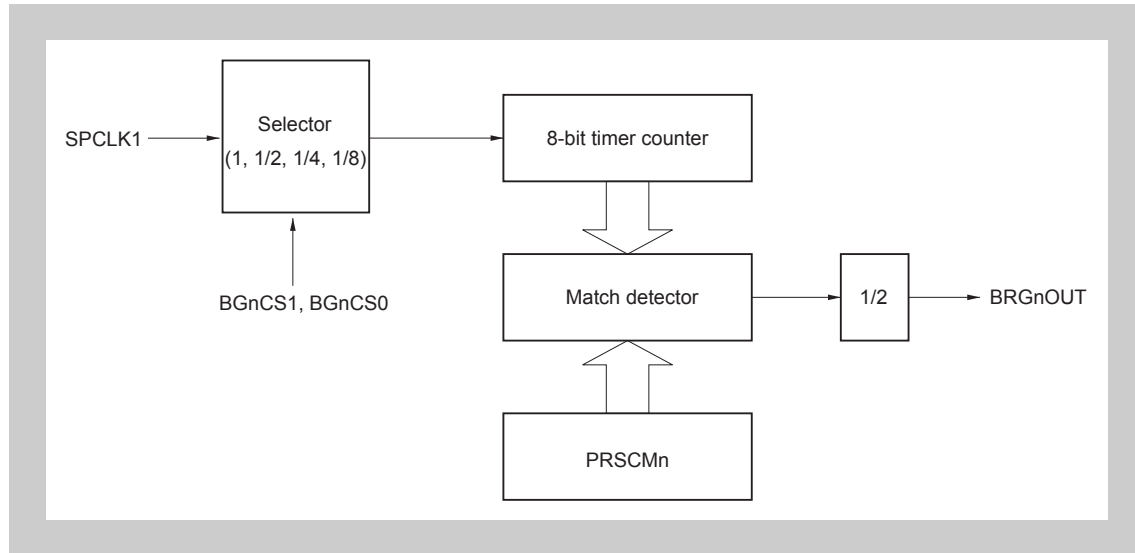 SPCLK1
Selector
(1, 1/2, 1/4, 1/8)
8-bit timer counter
BGnCS1, BGnCS0
Match detector
1/2
BRGnOUT
PRSCMn